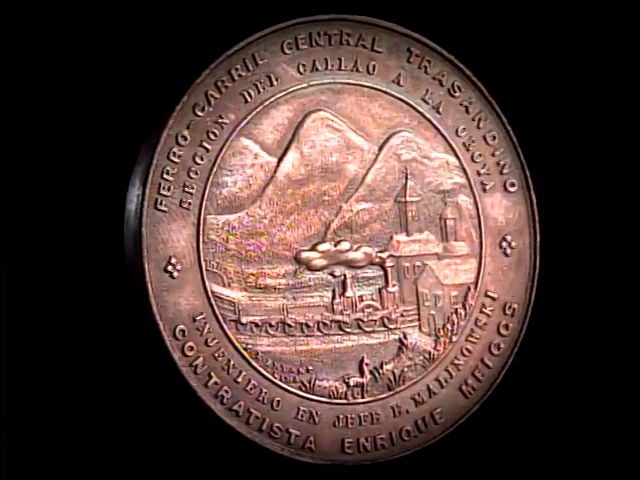 FERRO-CARRIL CENTRAL TRASANDINO
SECCION DEL CALLAO A LA OROYA
INJENIERO EN JEFE E. MALINOWSKI
CONTRATISTA ENRIQUE MEIGGS